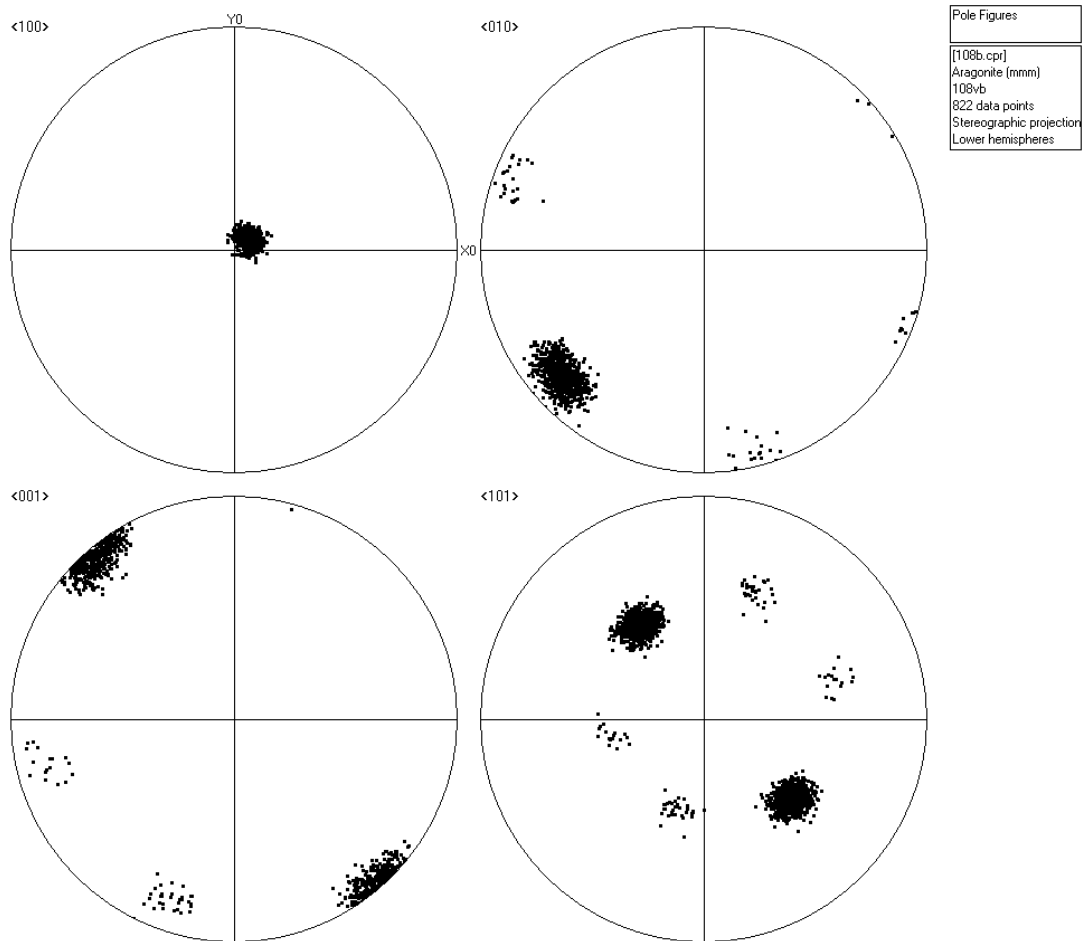 <100>
Y0
X0
<010>
<001>
<101>
Pole Figures
[108b.cpr]
Aragonite (mmm)
108vb
822 data points
Stereographic projection
Lower hemispheres